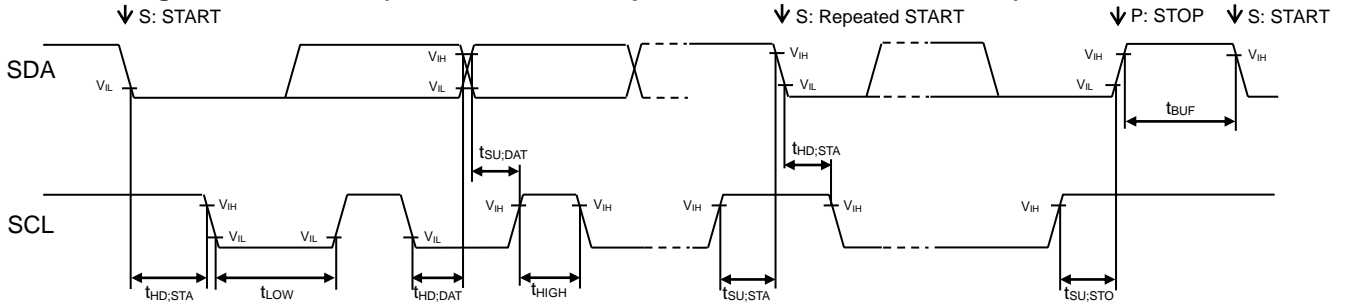 S: START
S: Repeated START
P: STOP
S: START
SDA
VIL
VIH
VIL
VIH
VIL
VIH
VIL
VIH
tBUF
tSU;DAT
tHD;STA
SCL
VIH
VIL
VIL
VIL
VIH
VIH
VIH
VIH
VIH
tHD;STA
tLOW
tHD;DAT
tHIGH
tSU;STA
tSU;STO